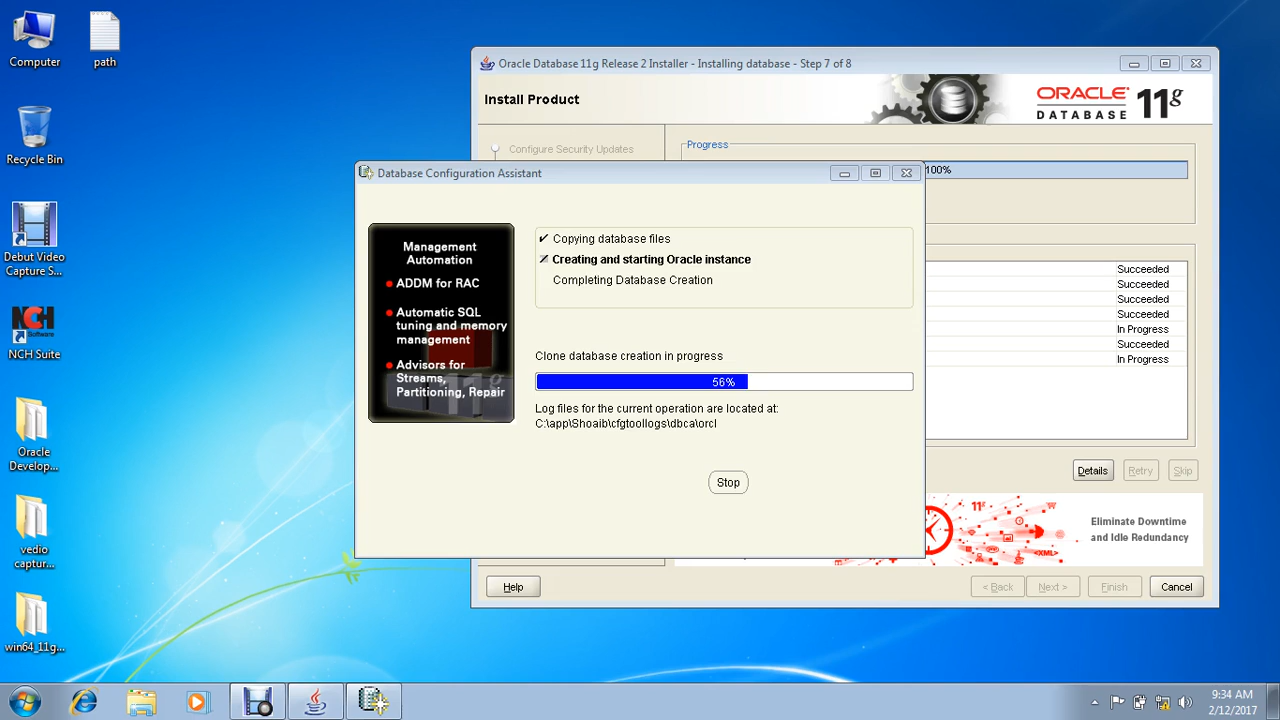 Computer
path
Recycle Bin
Debut Video
Capture S...
NCH Software
NCH Suite
Oracle
Develop...
vedio
captur...
win64_11g...
Oracle Database 11g Release 2 Installer - Installing database - Step 7 of 8
Install Product
ORACLE
DATABASE 11g
Configure Security Updates
Progress
100%
Database Configuration Assistant
Management
Automation
ADDM for RAC
Automatic SQL
tuning and memory
management
Advisors for
Streams,
Partitioning, Repair
Copying database files
Creating and starting Oracle instance
Completing Database Creation
Clone database creation in progress
56%
Log files for the current operation are located at:
C:\app\Shoaib\cfgtoollogs\dbca\orcl
Stop
Succeeded
Succeeded
Succeeded
Succeeded
In Progress
Succeeded
In Progress
Details
Retry
Skip
11g
<XML>
Eliminate Downtime
and Idle Redundancy
Help
< Back
Next >
Finish
Cancel
9:34 AM
2/12/2017